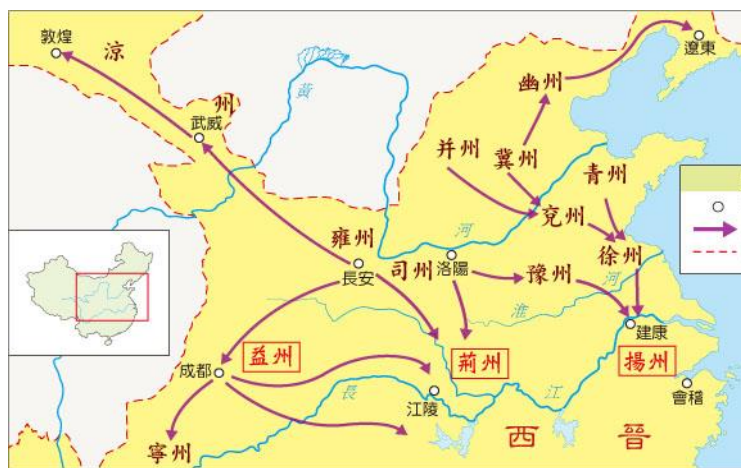 敦煌
涼
州
武威
黃
遼東
幽州
并州
冀州
青州
兗州
河
雍州
長安
司州
洛陽
豫州
徐州
河
淮
建康
益州
荊州
揚州
成都
江陵
會稽
長
江
寧州
西晉